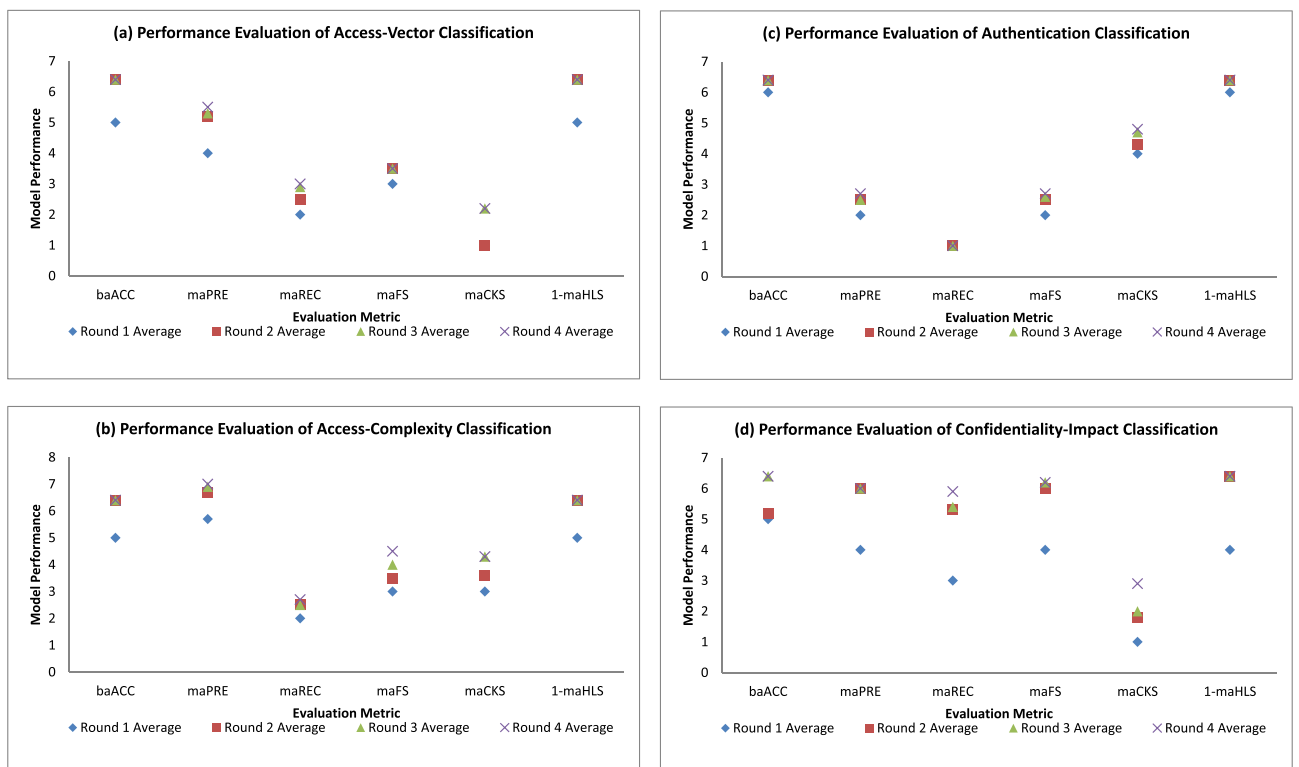 (a) Performance Evaluation of Access-Vector Classification
7
6
5
4
3
2
1
0
Model Performance
baACC maPRE maREC maFS maCKS 1-maHLS
Evaluation Metric
Round 1 Average Round 2 Average Round 3 Average Round 4 Average
(c) Performance Evaluation of Authentication Classification
7
6
5
4
3
2
1
0
Model Performance
baACC maPRE maREC maFS maCKS 1-maHLS
Evaluation Metric
Round 1 Average Round 2 Average Round 3 Average Round 4 Average
(b) Performance Evaluation of Access-Complexity Classification
8
7
6
5
4
3
2
1
0
Model Performance
baACC maPRE maREC maFS maCKS 1-maHLS
Evaluation Metric
Round 1 Average Round 2 Average Round 3 Average Round 4 Average
(d) Performance Evaluation of Confidentiality-Impact Classification
7
6
5
4
3
2
1
0
Model Performance
baACC maPRE maREC maFS maCKS 1-maHLS
Evaluation Metric
Round 1 Average Round 2 Average Round 3 Average Round 4 Average